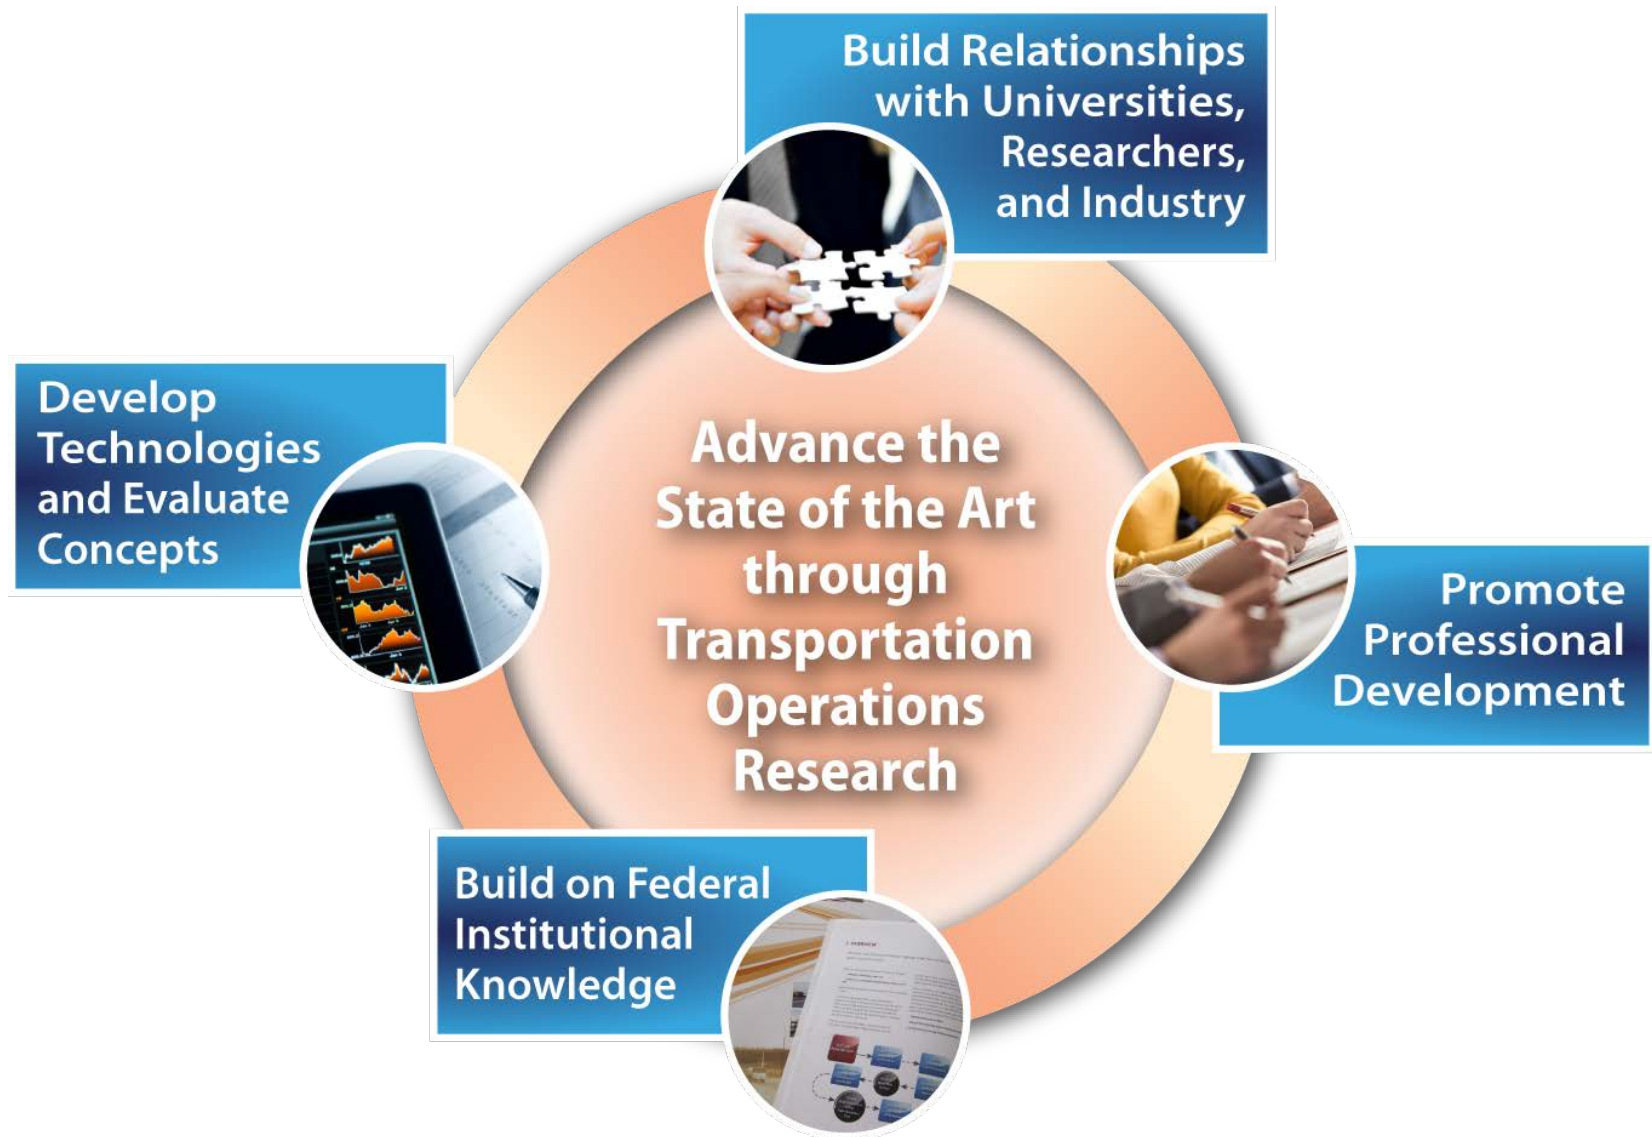 Build Relationships
with Universities,
Researchers,
and Industry
Develop
Technologies
and Evaluate
Concepts
Advance the
State of the Art
through
Transportation
Operations
Research
Promote
Professional
Development
Build on Federal
Institutional
Knowledge